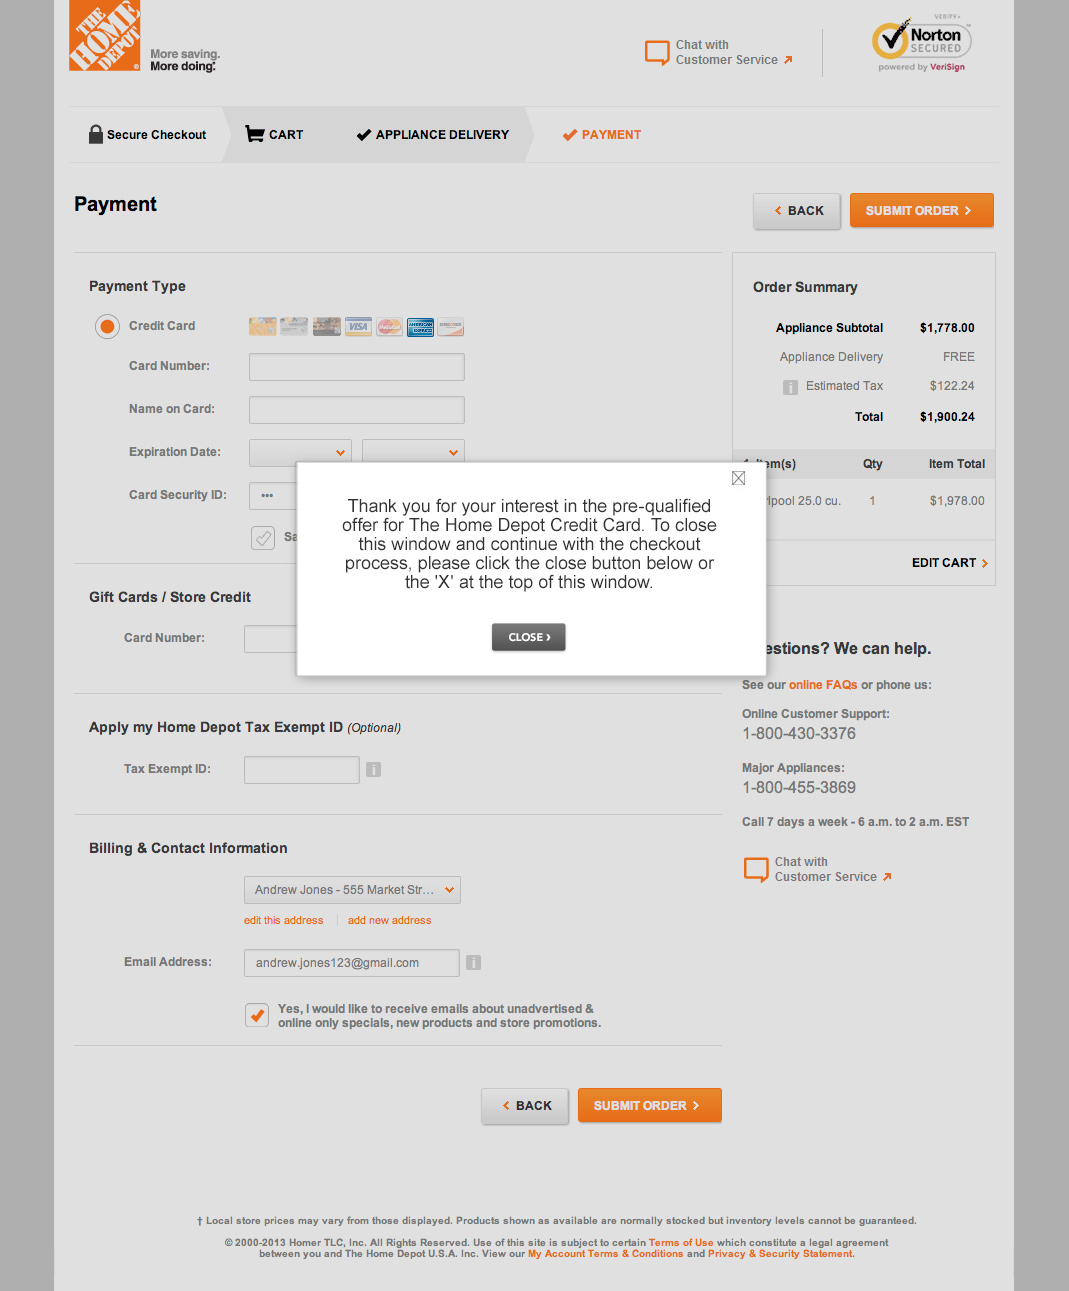 THE HOME DEPOT
More saving.
More doing.
Chat with
Customer Service
VERIFY
Norton
SECURED
powered by VeriSign
Secure Checkout
CART
APPLIANCE DELIVERY
PAYMENT
Payment
BACK
SUBMIT ORDER
Payment Type
Credit Card
VISA
AMERICAN EXPRESS
Card Number:
Name on Card:
Expiration Date:
Card Security ID:
•••
Sa
Gift Cards / Store Credit
Card Number:
Thank you for your interest in the pre-qualified
offer for The Home Depot Credit Card. To close
this window and continue with the checkout
process, please click the close button below or
the 'X' at the top of this window.
CLOSE ›
Apply my Home Depot Tax Exempt ID (Optional)
Tax Exempt ID:
i
Billing & Contact Information
Andrew Jones - 555 Market Str...
edit this address
add new address
Email Address:
andrew.jones123@gmail.com
i
Yes, I would like to receive emails about unadvertised &
online only specials, new products and store promotions.
BACK
SUBMIT ORDER
Order Summary
Appliance Subtotal $1,778.00
Appliance Delivery FREE
i Estimated Tax $122.24
Total $1,900.24
em(s) Qty Item Total
lpool 25.0 cu. 1 $1,978.00
EDIT CART
estions? We can help.
See our online FAQs or phone us:
Online Customer Support:
1-800-430-3376
Major Appliances:
1-800-455-3869
Call 7 days a week - 6 a.m. to 2 a.m. EST
Chat with
Customer Service
† Local store prices may vary from those displayed. Products shown as available are normally stocked but inventory levels cannot be guaranteed.
© 2000-2013 Homer TLC, Inc. All Rights Reserved. Use of this site is subject to certain Terms of Use which constitute a legal agreement
between you and The Home Depot U.S.A. Inc. View our My Account Terms & Conditions and Privacy & Security Statement.